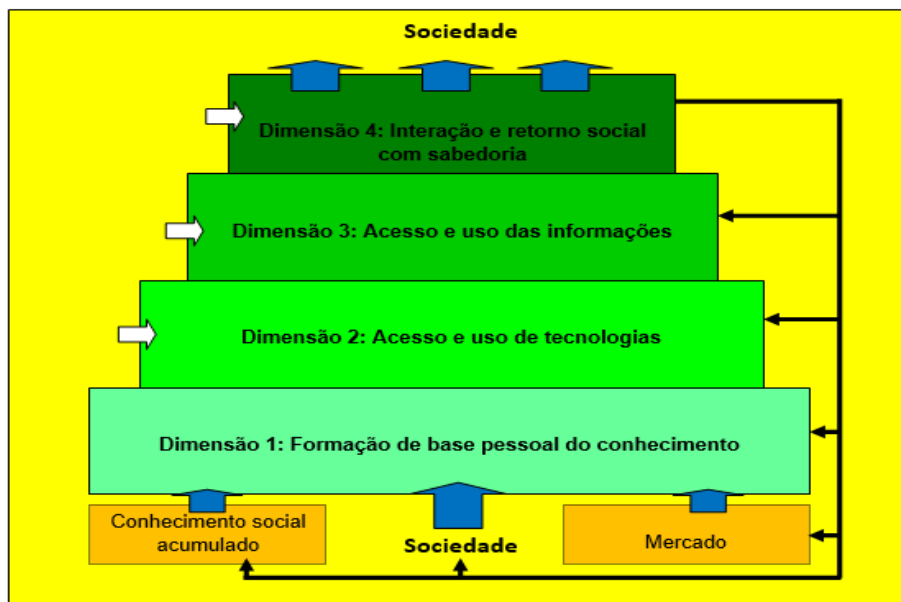 Sociedade
Dimensão 4: Interação e retorno social
com sabedoria
Dimensão 3: Acesso e uso das informações
Dimensão 2: Acesso e uso de tecnologias
Dimensão 1: Formação de base pessoal do conhecimento
Conhecimento social
acumulado
Sociedade
Mercado